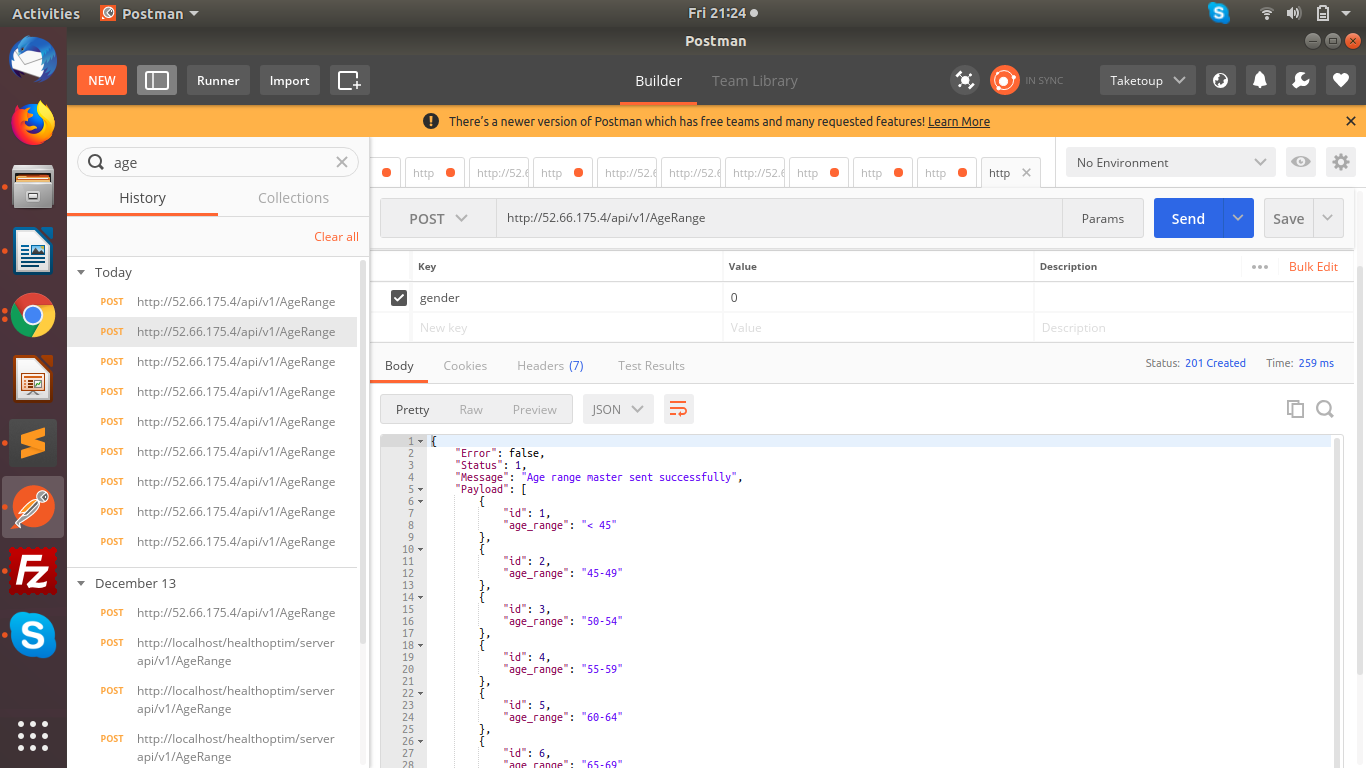 Activities
Postman
Fri 21:24
Postman
NEW
Runner
Import
Builder
Team Library
IN SYNC
Taketoup
There's a newer version of Postman which has free teams and many requested features! Learn More
age
History
Collections
Clear all
Today
POST http://52.66.175.4/api/v1/AgeRange
POST http://52.66.175.4/api/v1/AgeRange
POST http://52.66.175.4/api/v1/AgeRange
POST http://52.66.175.4/api/v1/AgeRange
POST http://52.66.175.4/api/v1/AgeRange
POST http://52.66.175.4/api/v1/AgeRange
POST http://52.66.175.4/api/v1/AgeRange
POST http://52.66.175.4/api/v1/AgeRange
POST http://52.66.175.4/api/v1/AgeRange
December 13
POST http://52.66.175.4/api/v1/AgeRange
POST http://localhost/healthoptim/server
api/v1/AgeRange
POST http://localhost/healthoptim/server
api/v1/AgeRange
POST http://localhost/healthoptim/server
api/v1/AgeRange
http http://52.6 http http://52.6 http://52. http://52.6 http http http http
No Environment
POST http://52.66.175.4/api/v1/AgeRange Params Send Save
Key Value Description Bulk Edit
gender 0
New key Value Description
Body Cookies Headers (7) Test Results Status: 201 Created Time: 259 ms
Pretty Raw Preview JSON
1 {
2 "Error": false,
3 "Status": 1,
4 "Message": "Age range master sent successfully",
5 "Payload": [
6 {
7 "id": 1,
8 "age_range": "< 45"
9 },
10 {
11 "id": 2,
12 "age_range": "45-49"
13 },
14 {
15 "id": 3,
16 "age_range": "50-54"
17 },
18 {
19 "id": 4,
20 "age_range": "55-59"
21 },
22 {
23 "id": 5,
24 "age_range": "60-64"
25 },
26 {
27 "id": 6,
28 "age_range": "65-69"